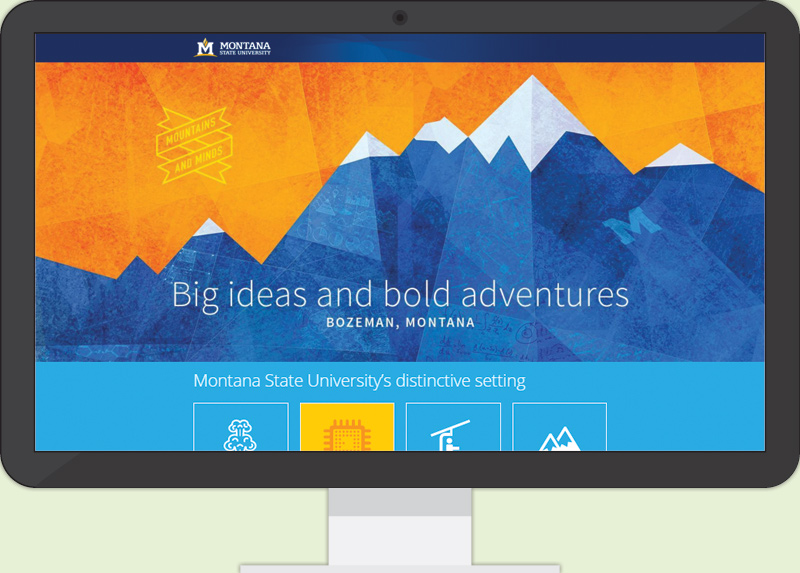 M MONTANA
STATE UNIVERSITY
MOUNTAINS
AND MINDS
M
Big ideas and bold adventures
BOZEMAN, MONTANA
Montana State University's distinctive setting